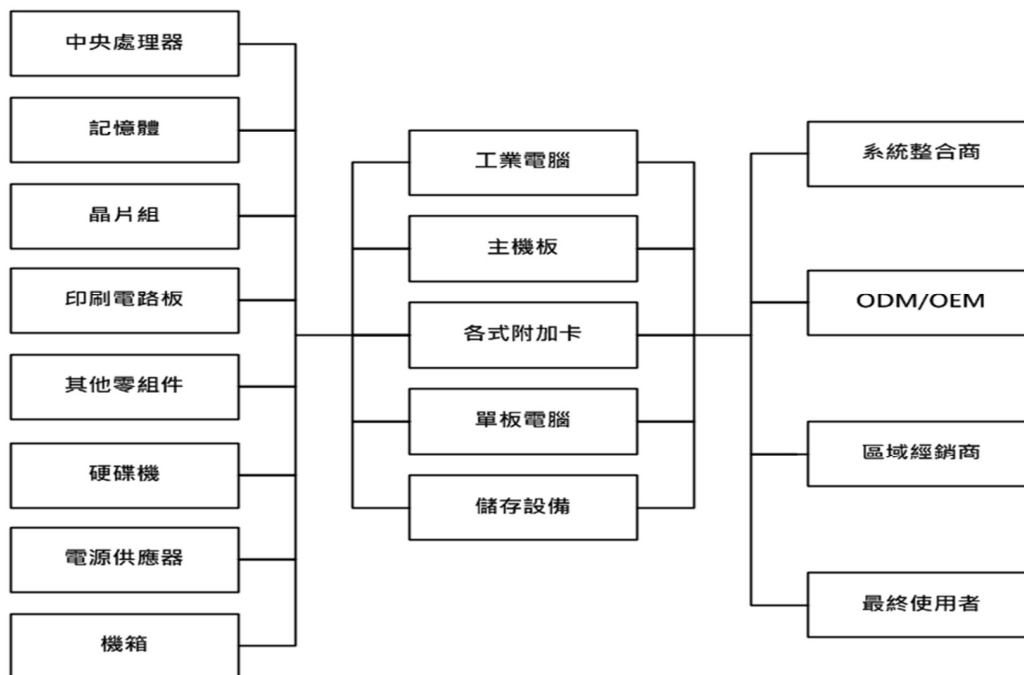 中央處理器
記憶體
晶片組
印刷電路板
其他零組件
硬碟機
電源供應器
機箱
工業電腦
主機板
各式附加卡
單板電腦
儲存設備
系統整合商
ODM/OEM
區域經銷商
最終使用者